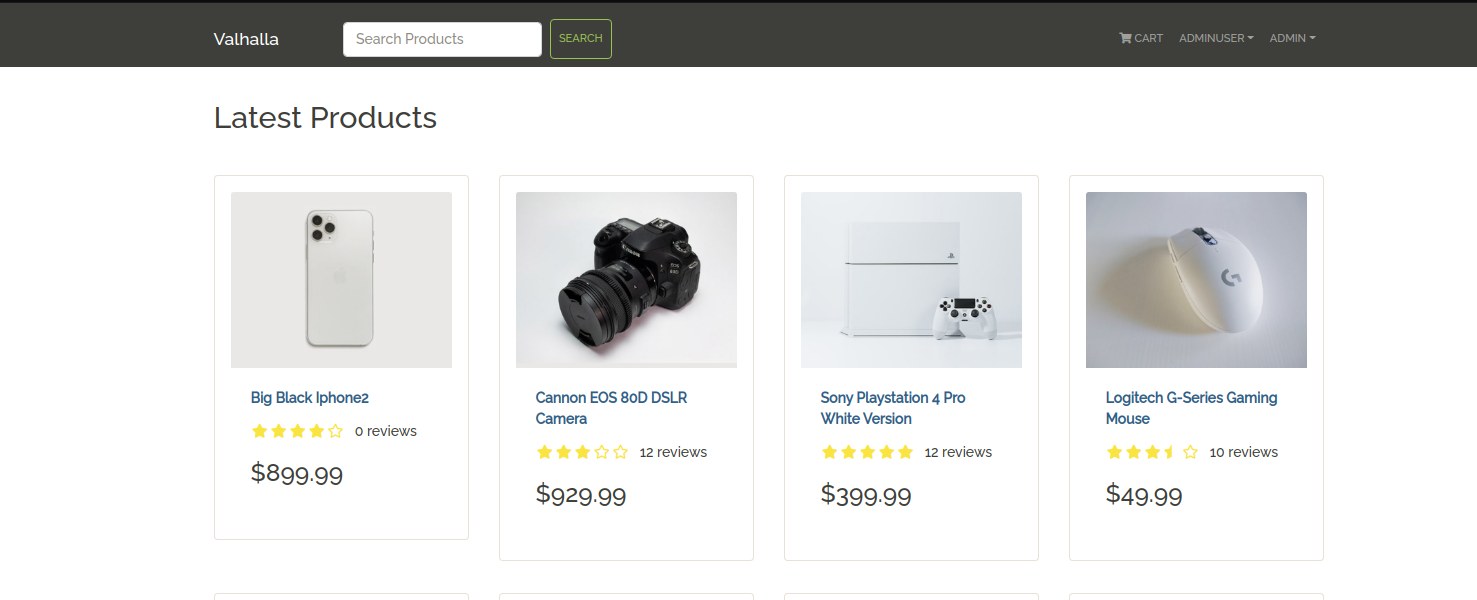 Valhalla
Search Products
SEARCH
CART
ADMINUSER
ADMIN
Latest Products
Big Black Iphone2
0 reviews
$899.99
Cannon EOS 80D DSLR
Camera
12 reviews
$929.99
Sony Playstation 4 Pro
White Version
12 reviews
$399.99
Logitech G-Series Gaming
Mouse
10 reviews
$49.99